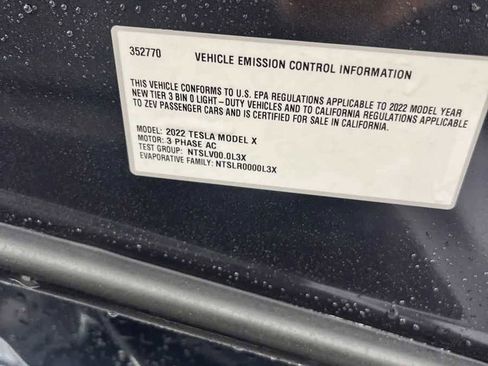 352770 VEHICLE EMISSION CONTROL INFORMATION
THIS VEHICLE CONFORMS TO U.S. EPA REGULATIONS APPLICABLE TO 2022 MODEL YEAR
NEW TIER 3 BIN 0 LIGHT-DUTY VEHICLES AND TO CALIFORNIA REGULATIONS APPLICABLE
TO ZEV PASSENGER CARS AND IS CERTIFIED FOR SALE IN CALIFORNIA.
MODEL: 2022 TESLA MODEL X
MOTOR: 3 PHASE AC
TEST GROUP: NTSLV00.0L3X
EVAPORATIVE FAMILY: NTSLR0000L3X